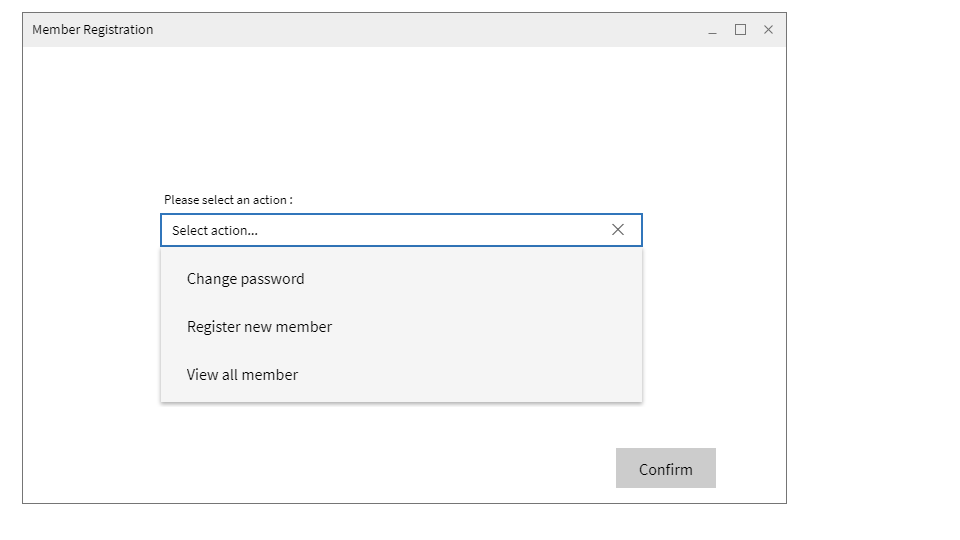 Member Registration
Please select an action :
Select action...
Change password
Register new member
View all member
Confirm